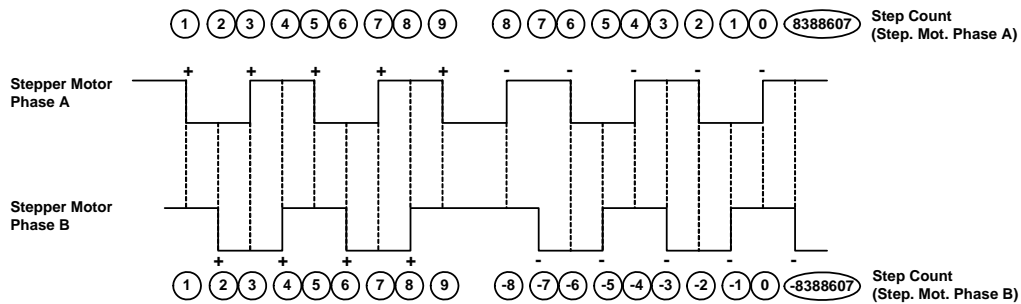 1 2 3 4 5 6 7 8 9 8 7 6 5 4 3 2 1 0 8388607 Step Count
(Step. Mot. Phase A)
+ + + + + - - - - -
Stepper Motor
Phase A
Stepper Motor
Phase B
+ + + + - - - - -
1 2 3 4 5 6 7 8 9 -8 -7 -6 -5 -4 -3 -2 -1 0 -8388607 Step Count
(Step. Mot. Phase B)